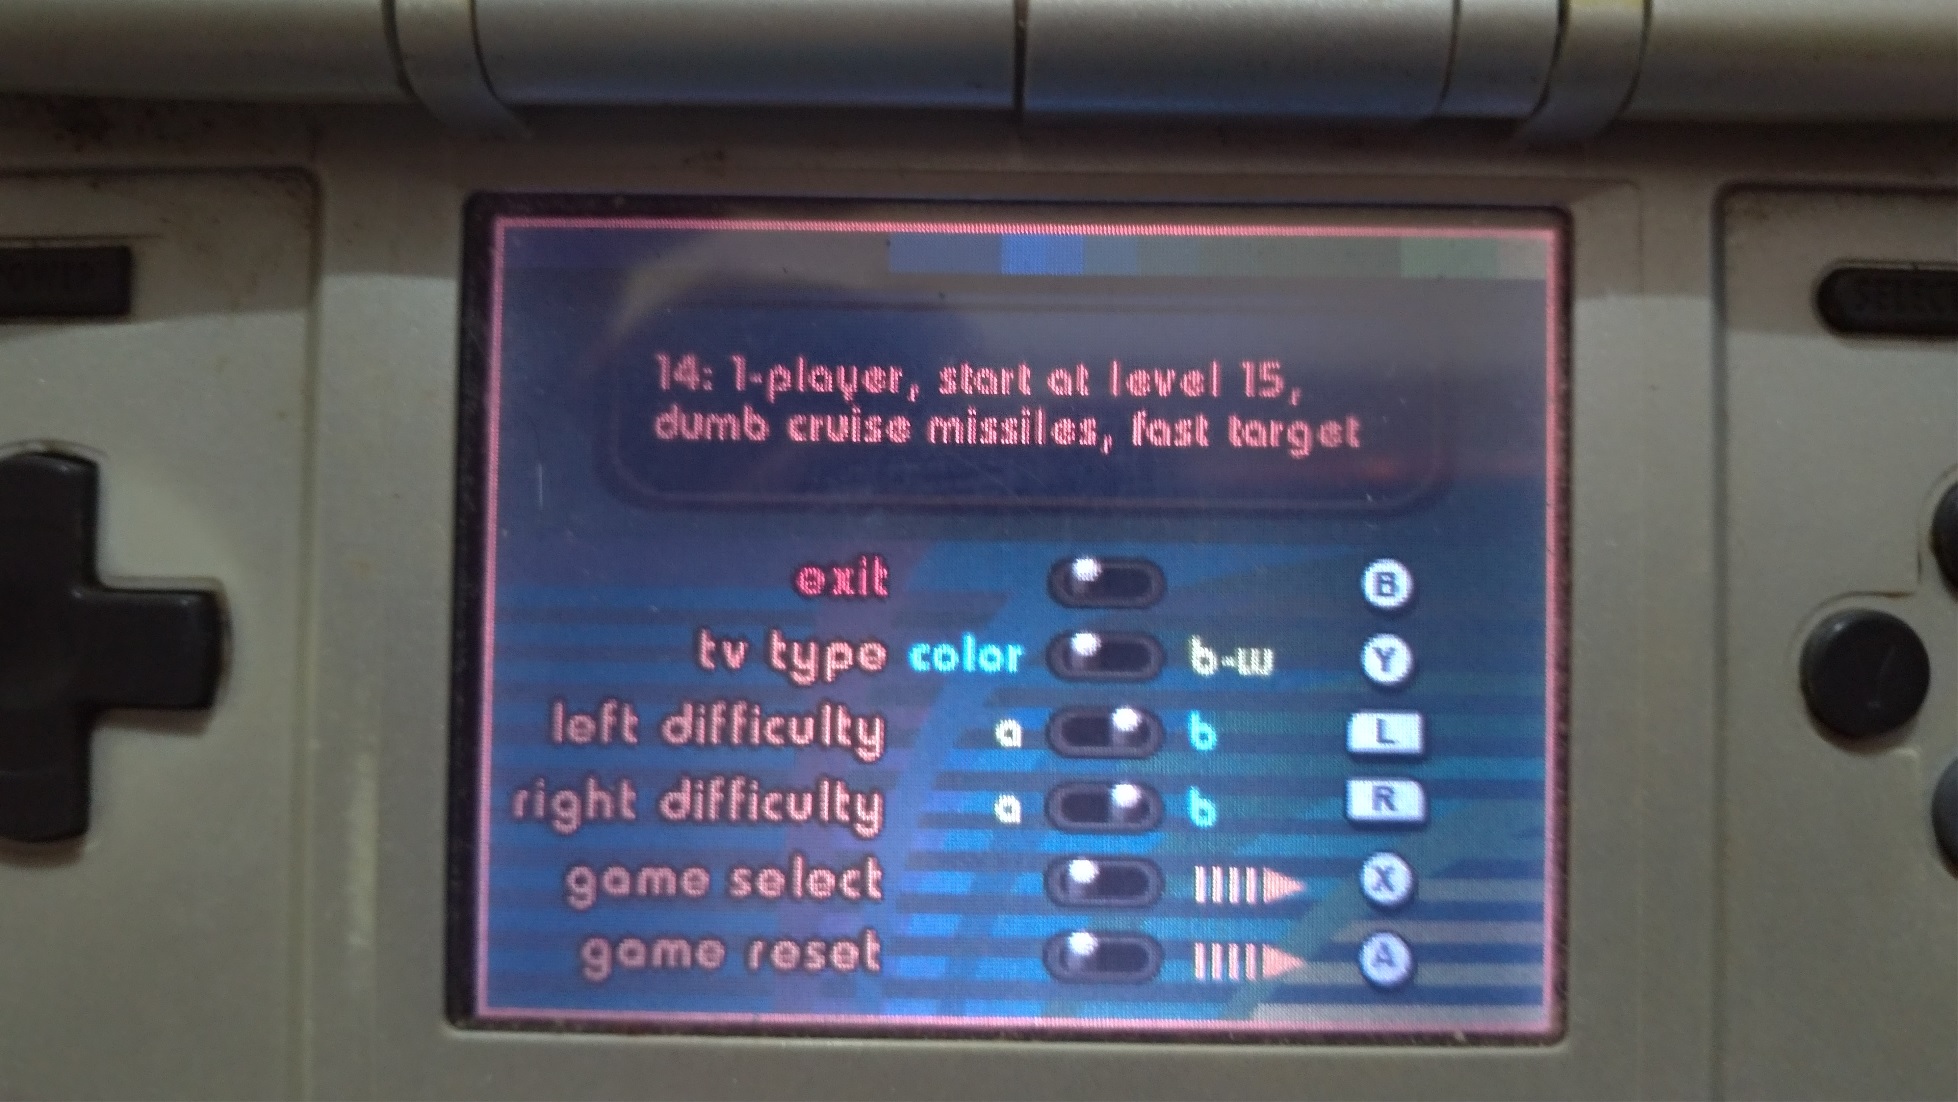 14: 1-player, start at level 15,
dumb cruise missiles, fast target
exit B
tv type color b-w Y
left difficulty a b L
right difficulty a b R
game select X
game reset A